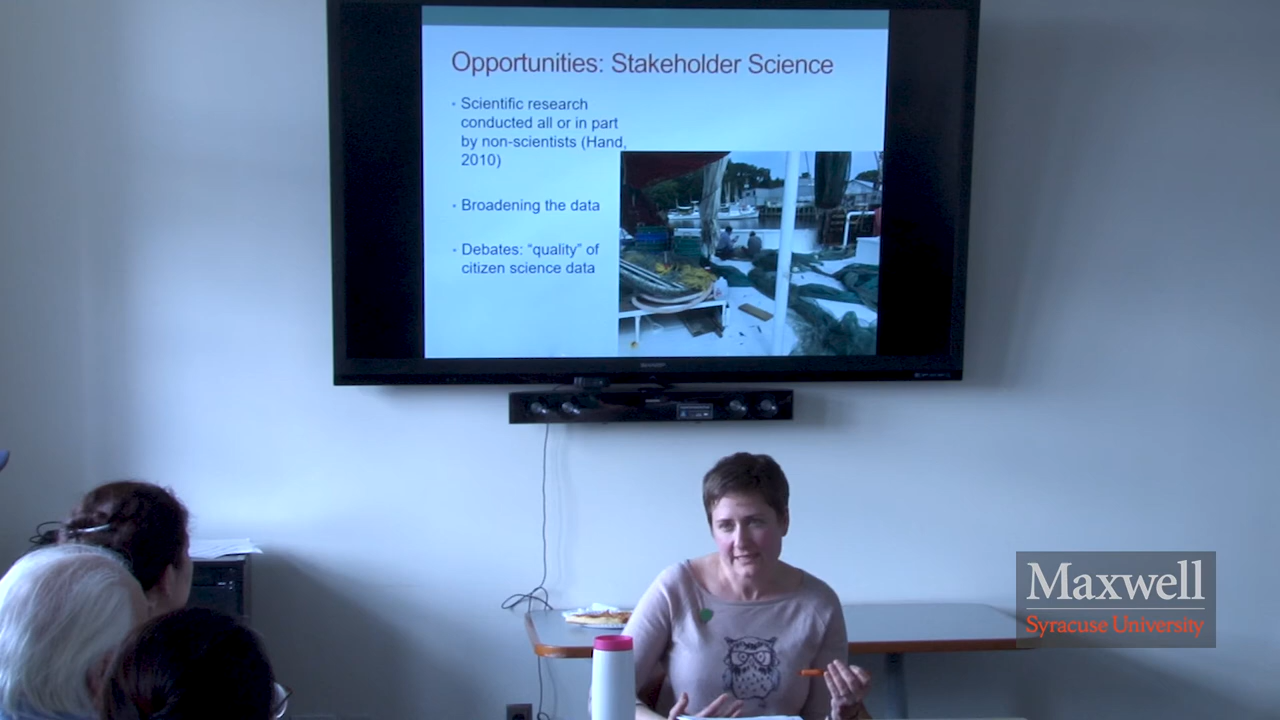 Opportunities: Stakeholder Science
• Scientific research
conducted all or in part
by non-scientists (Hand,
2010)
• Broadening the data
• Debates: “quality” of
citizen science data
SHARP
Maxwell
Syracuse University